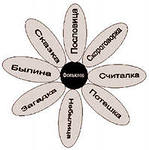 Фольклор
Пословица
Скороговорка
Считалка
Потешка
Небылица
Загадка
Былина
Сказка